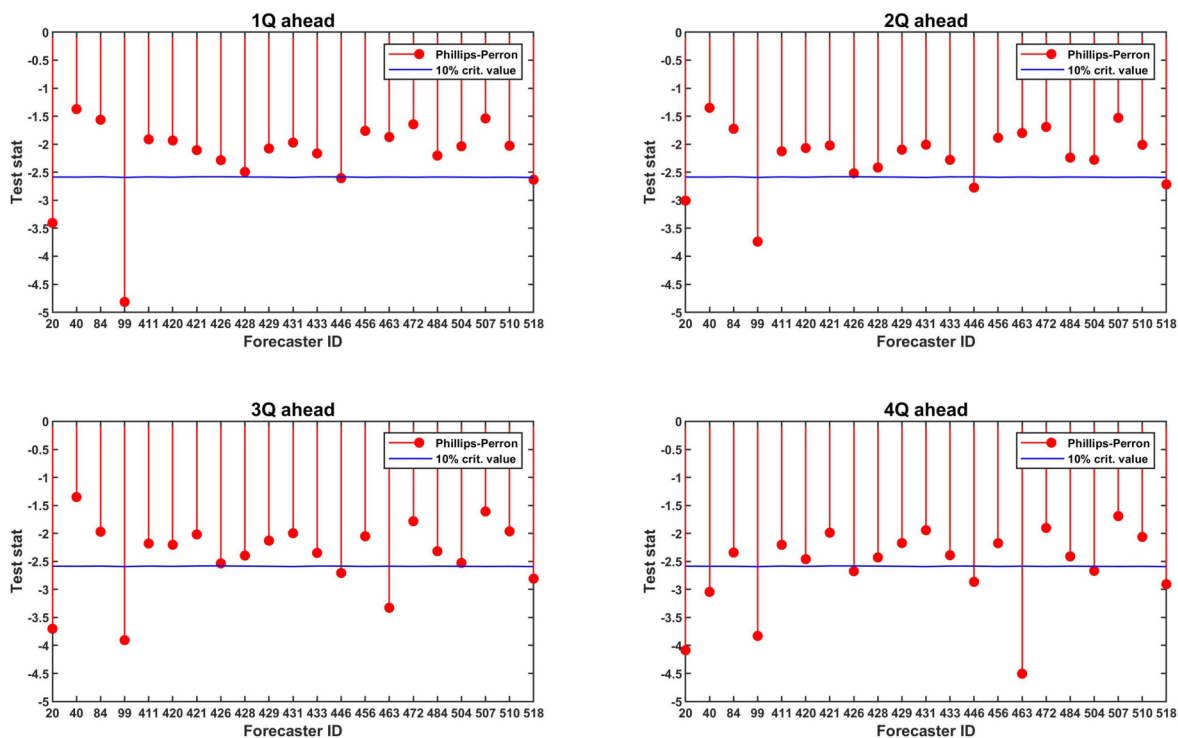 1Q ahead
0
-0.5
-1
-1.5
-2
-2.5
-3
-3.5
-4
-4.5
-5
Test stat
Phillips-Perron
10% crit. value
20 40 84 99 411 420 421 426 428 429 431 433 446 456 463 472 484 504 507 510 518
Forecaster ID
2Q ahead
0
-0.5
-1
-1.5
-2
-2.5
-3
-3.5
-4
-4.5
-5
Test stat
Phillips-Perron
10% crit. value
20 40 84 99 411 420 421 426 428 429 431 433 446 456 463 472 484 504 507 510 518
Forecaster ID
3Q ahead
0
-0.5
-1
-1.5
-2
-2.5
-3
-3.5
-4
-4.5
-5
Test stat
Phillips-Perron
10% crit. value
20 40 84 99 411 420 421 426 428 429 431 433 446 456 463 472 484 504 507 510 518
Forecaster ID
4Q ahead
0
-0.5
-1
-1.5
-2
-2.5
-3
-3.5
-4
-4.5
-5
Test stat
Phillips-Perron
10% crit. value
20 40 84 99 411 420 421 426 428 429 431 433 446 456 463 472 484 504 507 510 518
Forecaster ID